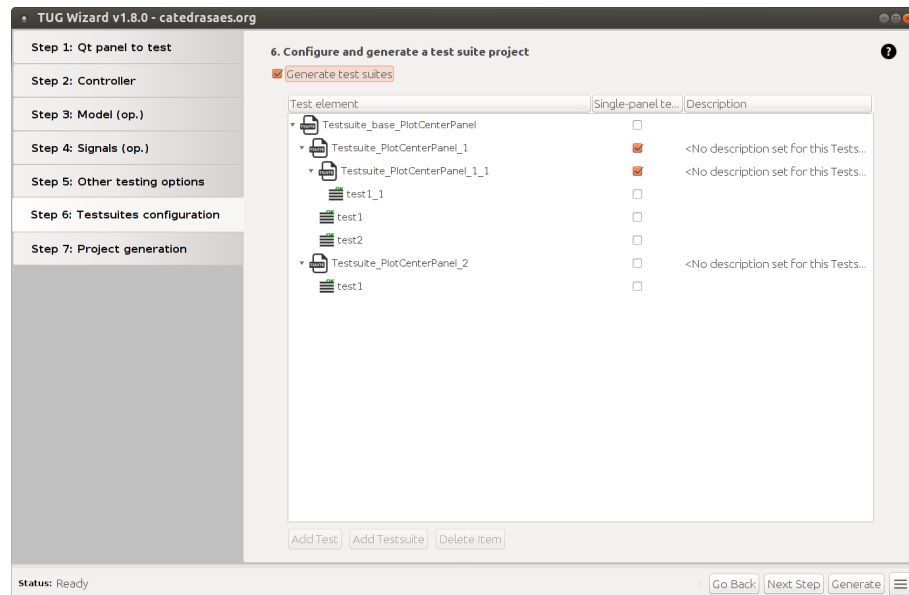 TUG Wizard v1.8.0 - catedrasaes.org
Step 1: Qt panel to test
Step 2: Controller
Step 3: Model (op.)
Step 4: Signals (op.)
Step 5: Other testing options
Step 6: Testsuites configuration
Step 7: Project generation
6. Configure and generate a test suite project
?
Generate test suites
Test element Single-panel te... Description
Testsuite_base_PlotCenterPanel
Testsuite_PlotCenterPanel_1 <No description set for this Tests...
Testsuite_PlotCenterPanel_1_1 <No description set for this Tests...
test1_1
test1
test2
Testsuite_PlotCenterPanel_2 <No description set for this Tests...
test1
Add Test Add Testsuite Delete Item
Status: Ready
Go Back Next Step Generate